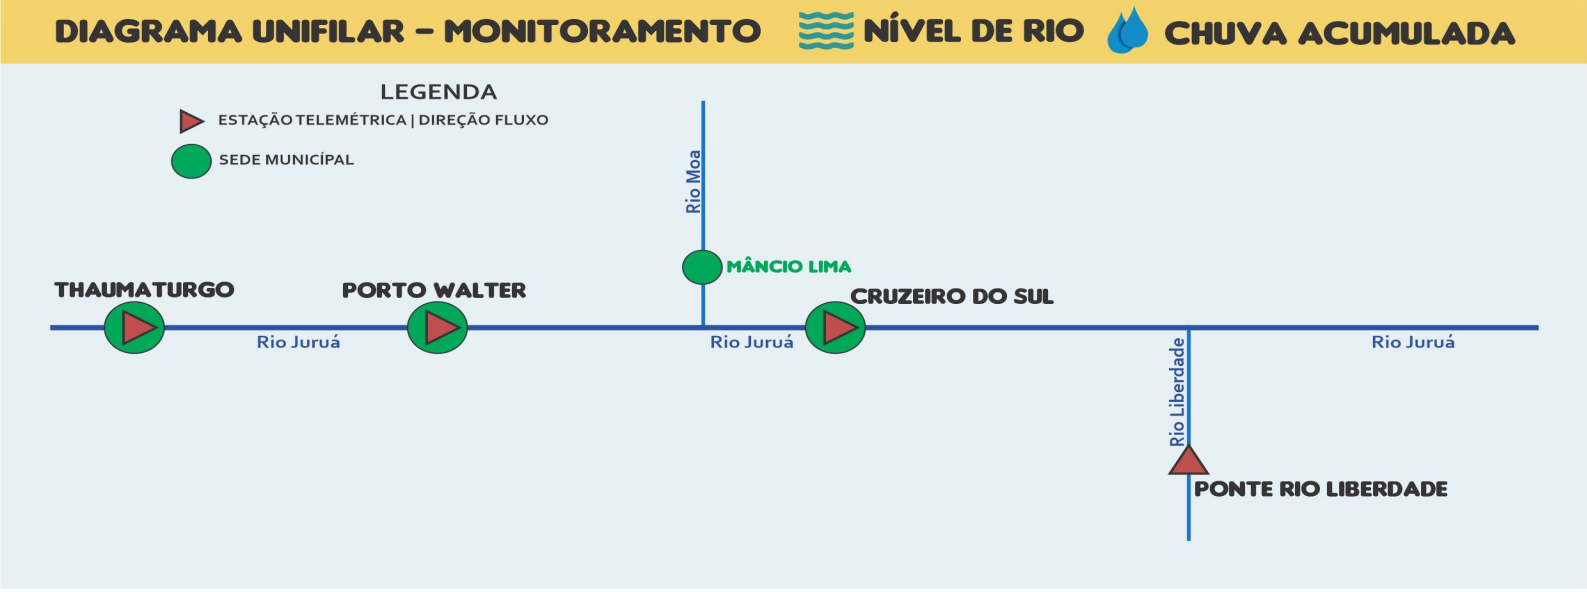 DIAGRAMA UNIFILAR – MONITORAMENTO
NÍVEL DE RIO
CHUVA ACUMULADA
LEGENDA
ESTAÇÃO TELEMÉTRICA | DIREÇÃO FLUXO
SEDE MUNICÍPAL
Rio Moa
MÂNCIO LIMA
THAUMATURGO
PORTO WALTER
CRUZEIRO DO SUL
Rio Juruá
Rio Juruá
Rio Juruá
Rio Liberdade
PONTE RIO LIBERDADE